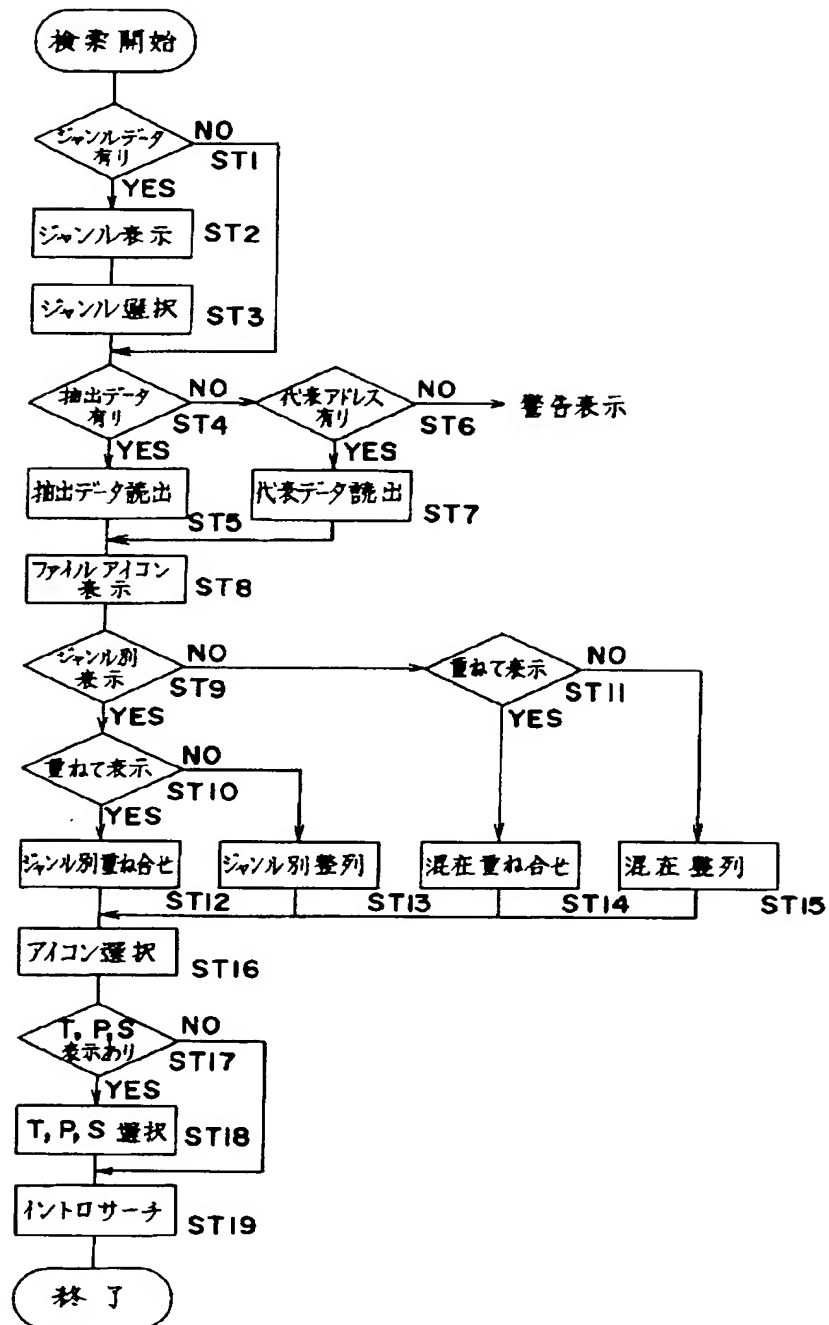 検索開始
ジャンルデータ
有り
NO
ST1
YES
ジャンル表示
ST2
ジャンル選択
ST3
抽出データ
有り
NO
ST4
YES
代表アドレス
有り
NO
ST6
YES
警告表示
抽出データ読出
ST5
代表データ読出
ST7
ファイルアイコン
表示
ST8
ジャンル別
表示
NO
ST9
YES
重ねて表示
NO
ST11
YES
重ねて表示
NO
ST10
YES
ジャンル別重ね合せ
ST12
ジャンル別整列
ST13
混在重ね合せ
ST14
混在整列
ST15
アイコン選択
ST16
T, P, S
表示あり
NO
ST17
YES
T, P, S 選択
ST18
イントロサーチ
ST19
終了